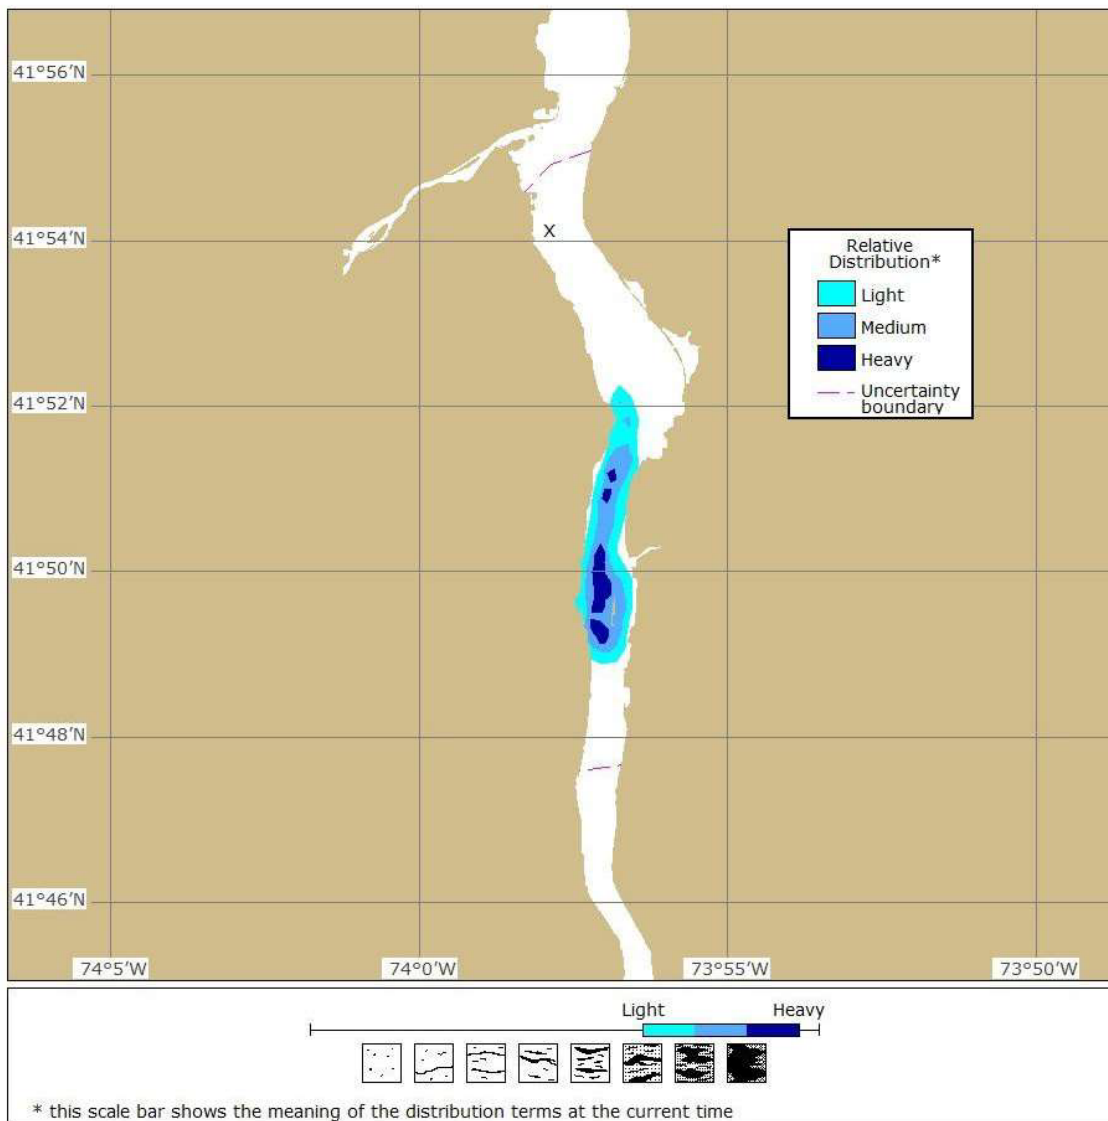 41°56'N
X
41°54'N
Relative
Distribution*
Light
Medium
Heavy
Uncertainty
boundary
41°52'N
41°50'N
41°48'N
41°46'N
74°5'W 74°0'W 73°55'W 73°50'W
Light Heavy
* this scale bar shows the meaning of the distribution terms at the current time